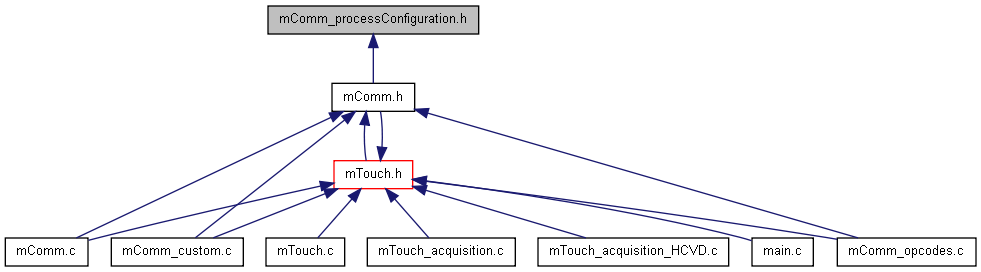 mComm_processConfiguration.h
mComm.h
mTouch.h
mComm.c
mComm_custom.c
mTouch.c
mTouch_acquisition.c
mTouch_acquisition_HCVD.c
main.c
mComm_opcodes.c